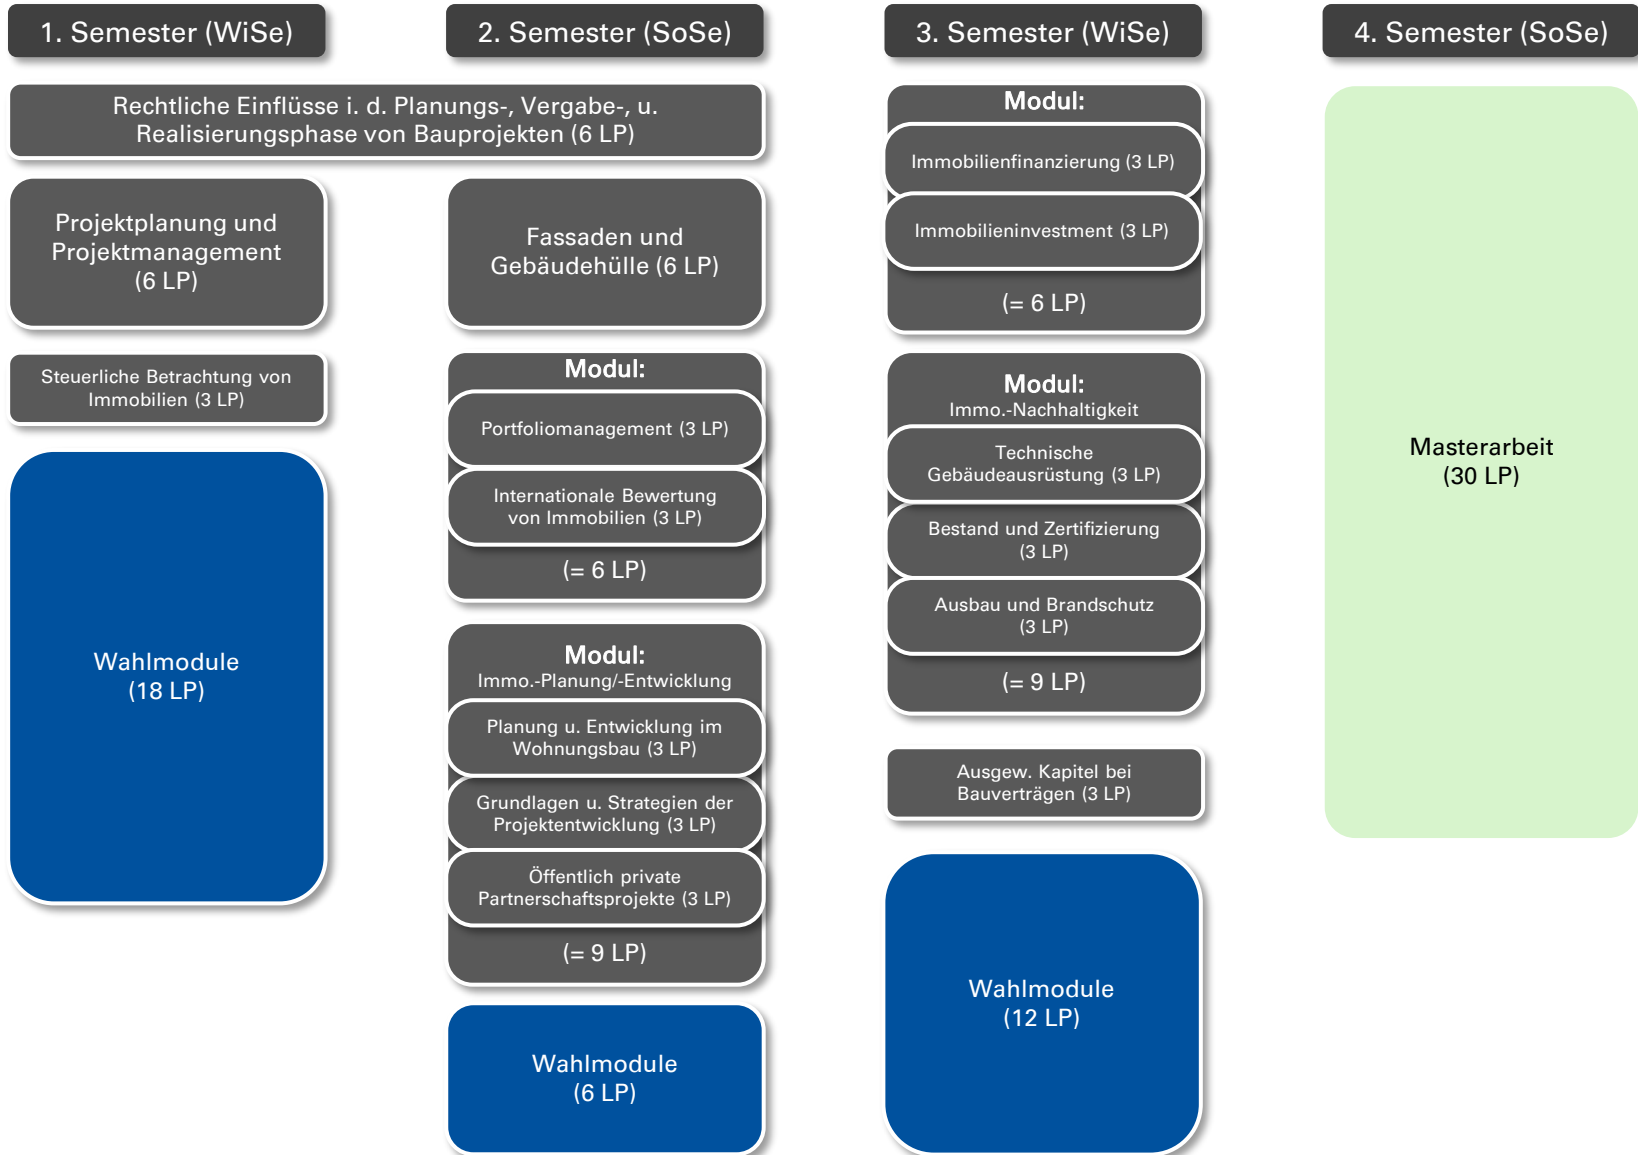 1. Semester (WiSe)
2. Semester (SoSe)
3. Semester (WiSe)
4. Semester (SoSe)
Rechtliche Einflüsse i. d. Planungs-, Vergabe-, u.
Realisierungsphase von Bauprojekten (6 LP)
Projektplanung und
Projektmanagement
(6 LP)
Steuerliche Betrachtung von
Immobilien (3 LP)
Wahlmodule
(18 LP)
Fassaden und
Gebäudehülle (6 LP)
Modul:
Portfoliomanagement (3 LP)
Internationale Bewertung
von Immobilien (3 LP)
(= 6 LP)
Modul:
Immo.-Planung/-Entwicklung
Planung u. Entwicklung im
Wohnungsbau (3 LP)
Grundlagen u. Strategien der
Projektentwicklung (3 LP)
Öffentlich private
Partnerschaftsprojekte (3 LP)
(= 9 LP)
Wahlmodule
(6 LP)
Modul:
Immobilienfinanzierung (3 LP)
Immobilieninvestment (3 LP)
(= 6 LP)
Modul:
Immo.-Nachhaltigkeit
Technische
Gebäudeausrüstung (3 LP)
Bestand und Zertifizierung
(3 LP)
Ausbau und Brandschutz
(3 LP)
(= 9 LP)
Ausgew. Kapitel bei
Bauverträgen (3 LP)
Wahlmodule
(12 LP)
Masterarbeit
(30 LP)